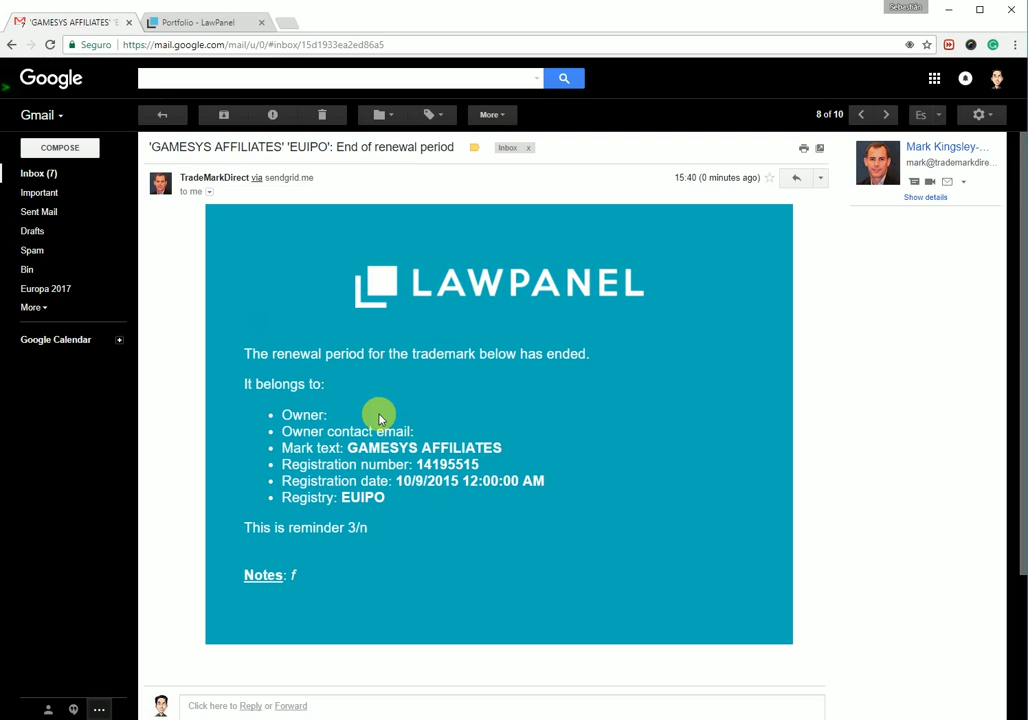 Sebastián
'GAMESYS AFFILIATES' 'E
Portfolio - LawPanel
Seguro
https://mail.google.com/mail/u/0/#inbox/15d1933ea2ed86a5
Google
Gmail
More
8 of 10
Es
COMPOSE
'GAMESYS AFFILIATES' 'EUIPO': End of renewal period
Inbox x
Mark Kingsley-...
mark@trademarkdire...
Show details
Inbox (7)
Important
Sent Mail
Drafts
Spam
Bin
Europa 2017
More
Google Calendar
TradeMarkDirect via sendgrid.me
15:40 (0 minutes ago)
to me
LAWPANEL
The renewal period for the trademark below has ended.
It belongs to:
• Owner:
• Owner contact email:
• Mark text: GAMESYS AFFILIATES
• Registration number: 14195515
• Registration date: 10/9/2015 12:00:00 AM
• Registry: EUIPO
This is reminder 3/n
Notes: f
Click here to Reply or Forward